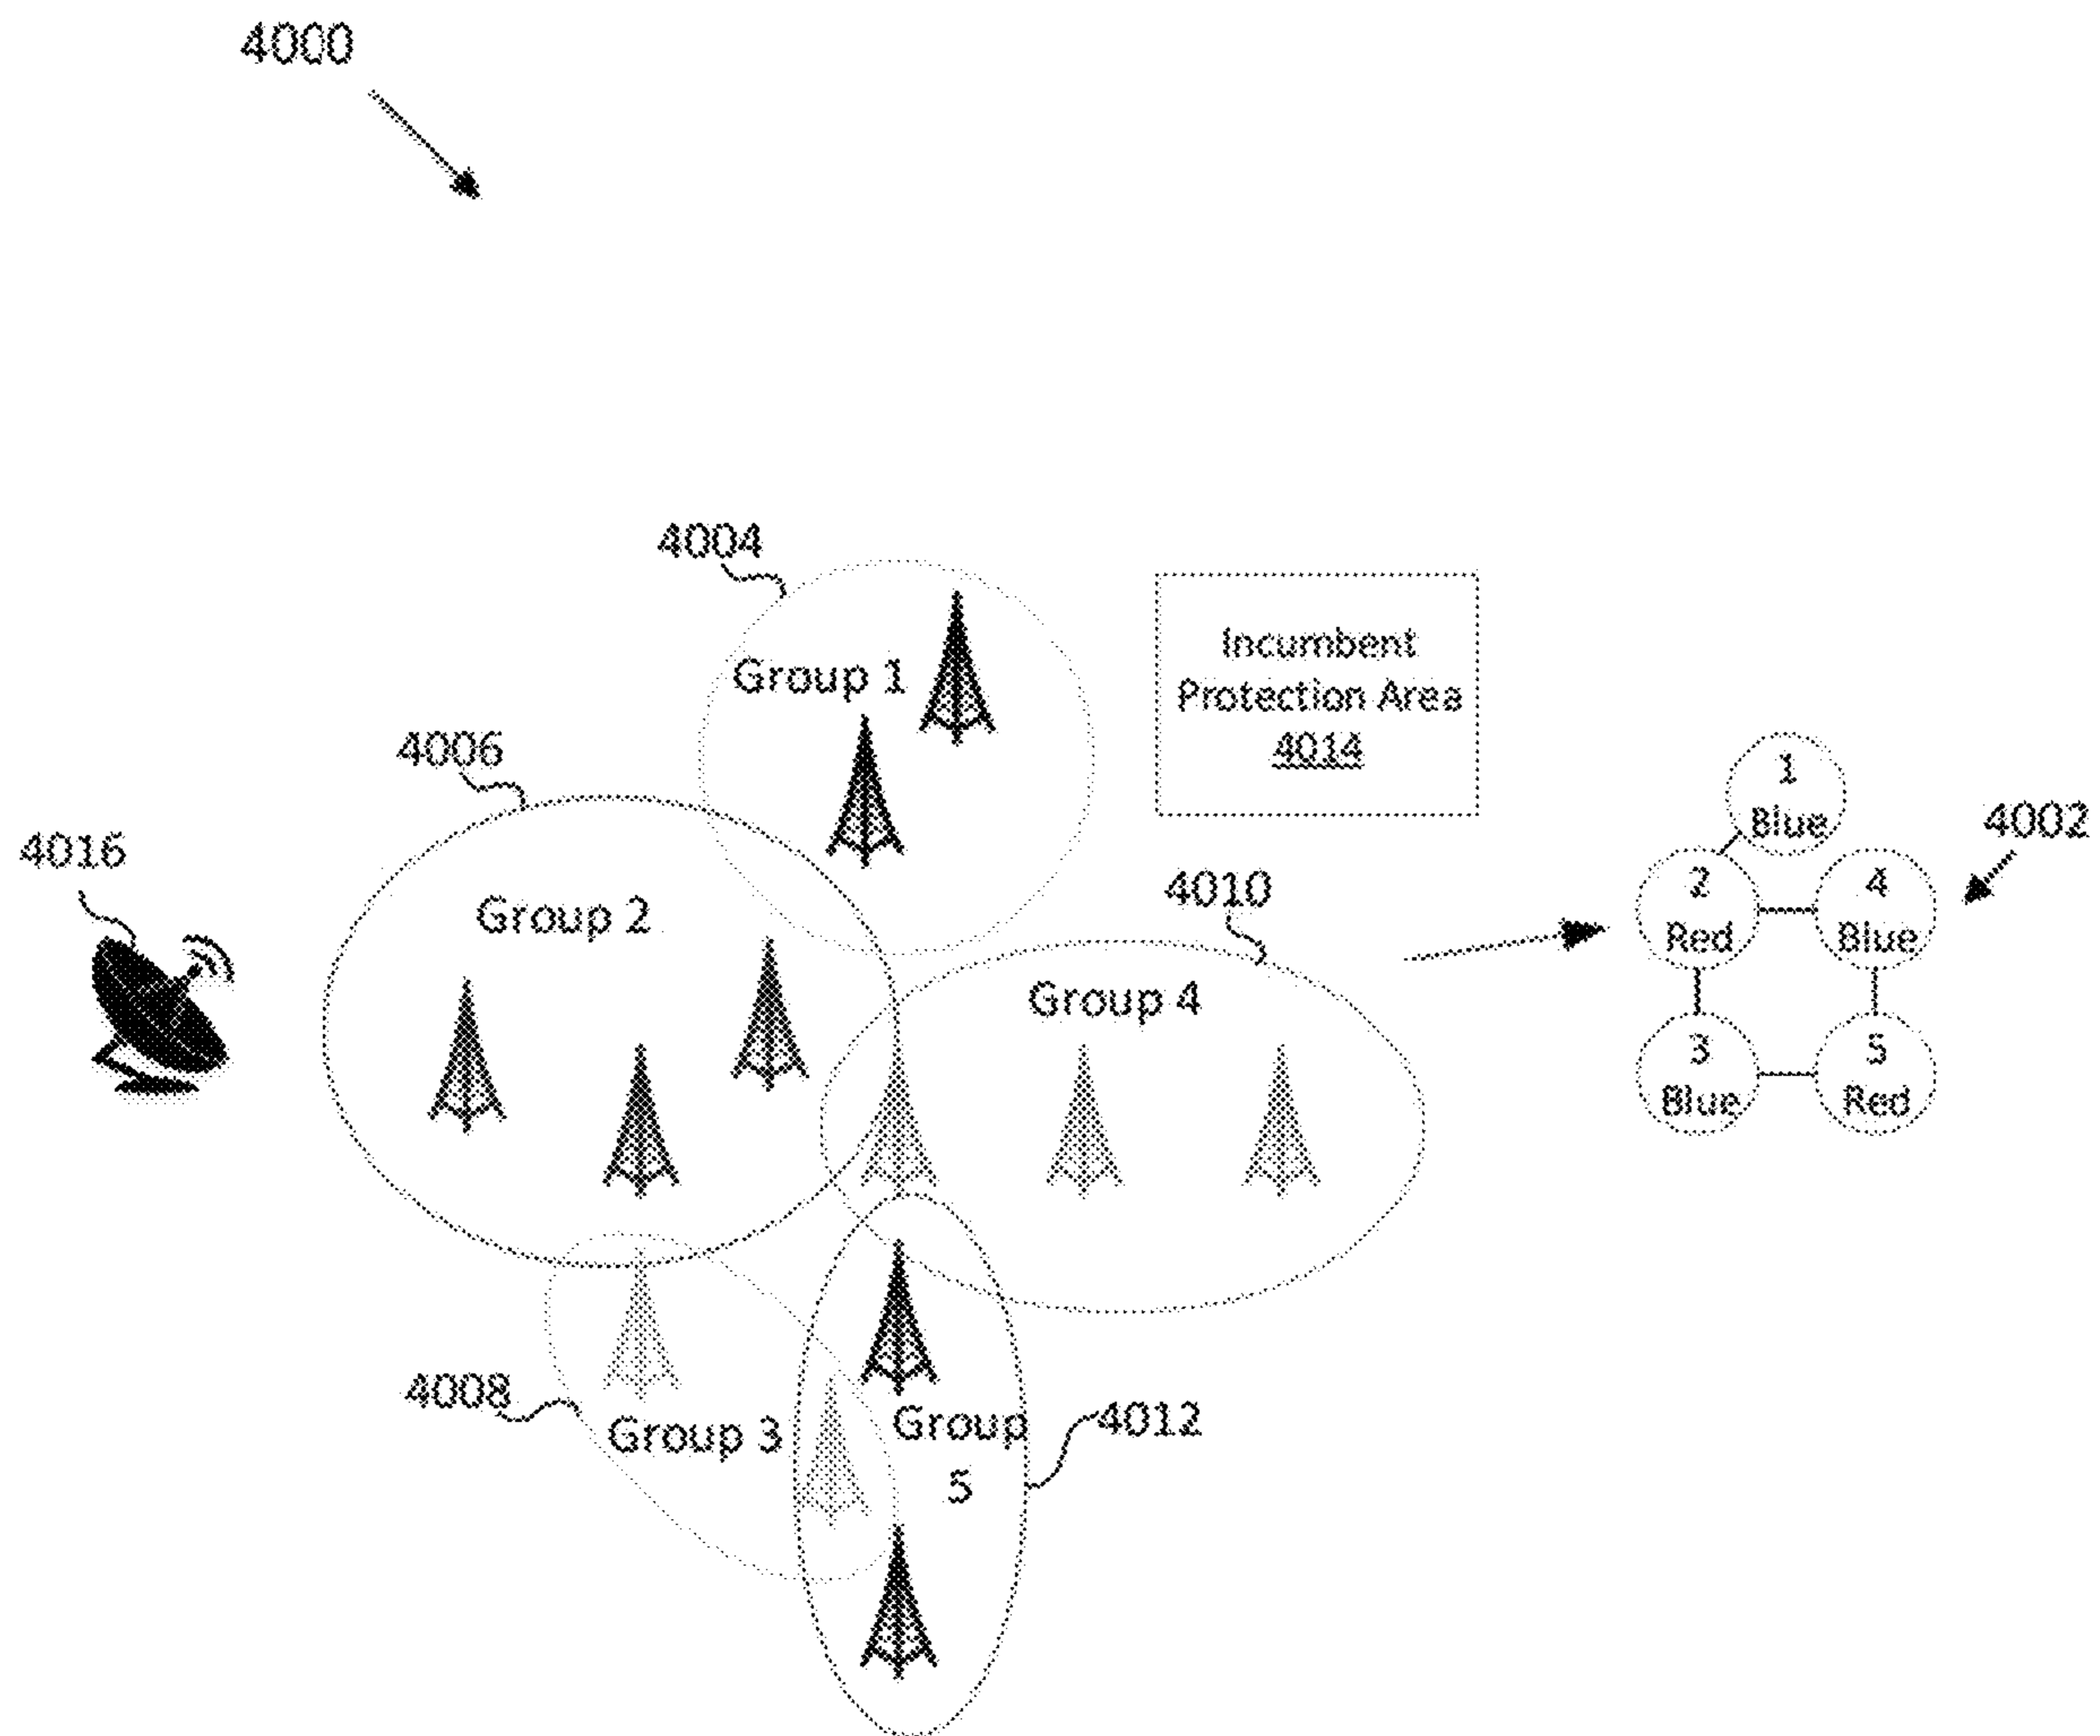 4000
4004
Group 1
Incumbent
Protection Area
4014
4006
4016
Group 2
4010
Group 4
4008
Group 3
Group
5
4012
1
Blue
4002
2
Red
4
Blue
3
Blue
5
Red